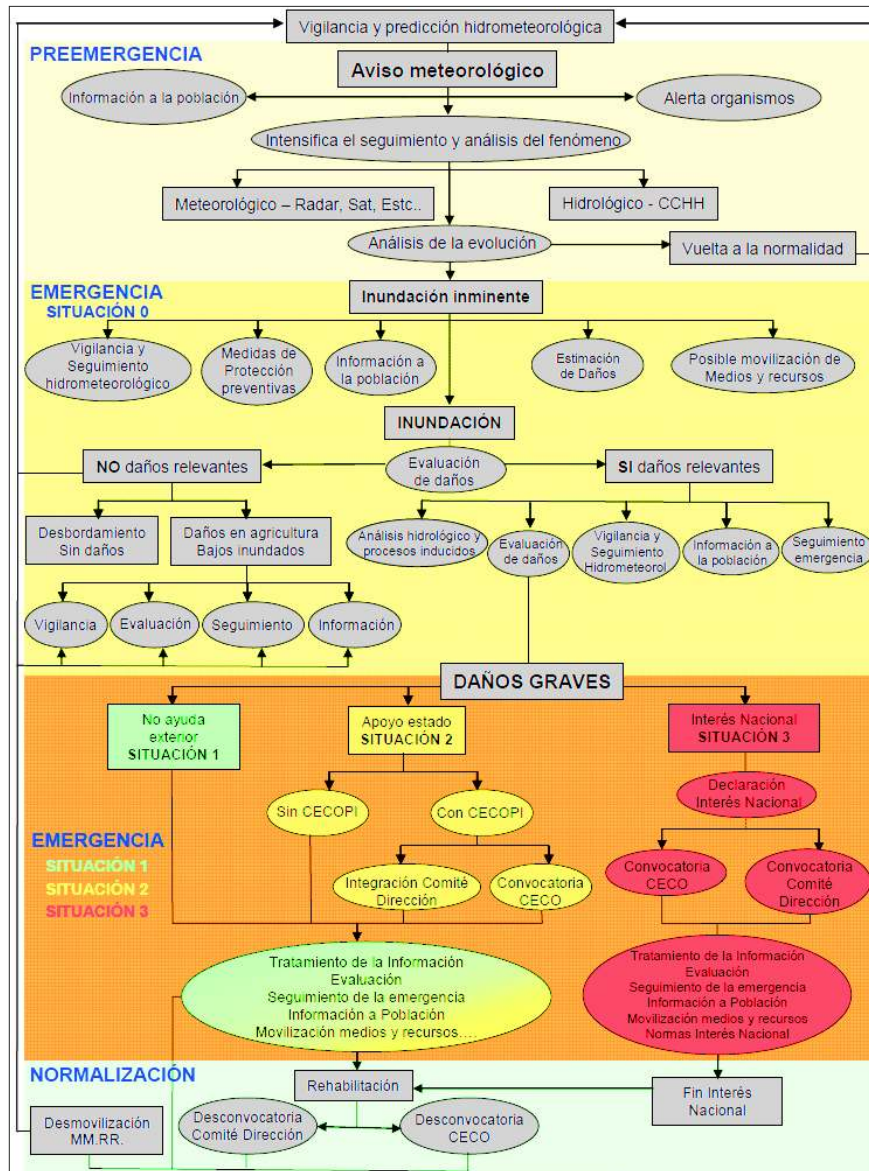 Vigilancia y predicción hidrometeorológica
PREEMERGENCIA
Aviso meteorológico
Información a la población
Alerta organismos
Intensifica el seguimiento y análisis del fenómeno
Meteorológico – Radar, Sat, Estc..
Hidrológico - CCHH
Análisis de la evolución
Vuelta a la normalidad
EMERGENCIA
SITUACIÓN 0
Inundación inminente
Vigilancia y
Seguimiento
hidrometeorológico
Medidas de
Protección
preventivas
Información a
la población
Estimación
de Daños
Posible movilización de
Medios y recursos
INUNDACIÓN
NO daños relevantes
Evaluación
de daños
SI daños relevantes
Desbordamiento
Sin daños
Daños en agricultura
Bajos inundados
Análisis hidrológico y
procesos inducidos
Evaluación
de daños
Vigilancia y
Seguimiento
Hidrometeorol
Información a
la población
Seguimiento
emergencia
Vigilancia
Evaluación
Seguimiento
Información
DAÑOS GRAVES
No ayuda
exterior
SITUACIÓN 1
Apoyo estado
SITUACIÓN 2
Interés Nacional
SITUACIÓN 3
Sin CECOPI
Con CECOPI
Declaración
Interés Nacional
EMERGENCIA
SITUACIÓN 1
SITUACIÓN 2
SITUACIÓN 3
Integración Comité
Dirección
Convocatoria
CECO
Convocatoria
CECO
Convocatoria
Comité
Dirección
Tratamiento de la Información
Evaluación
Seguimiento de la emergencia
Información a Población
Movilización medios y recursos….
Tratamiento de la Información
Evaluación
Seguimiento de la emergencia
Información a Población
Movilización medios y recursos
Normas Interés Nacional
NORMALIZACIÓN
Rehabilitación
Fin Interés
Nacional
Desmovilización
MM.RR.
Desconvocatoria
Comité Dirección
Desconvocatoria
CECO